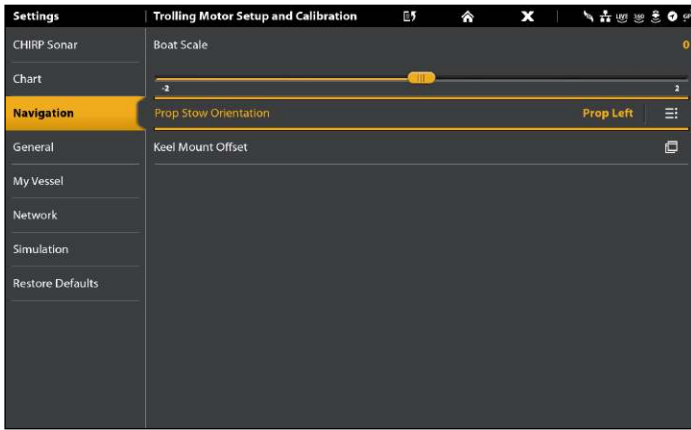 Settings
Trolling Motor Setup and Calibration
CHIRP Sonar
Chart
Navigation
General
My Vessel
Network
Simulation
Restore Defaults
Boat Scale 0
-2 2
Prop Stow Orientation Prop Left
Keel Mount Offset